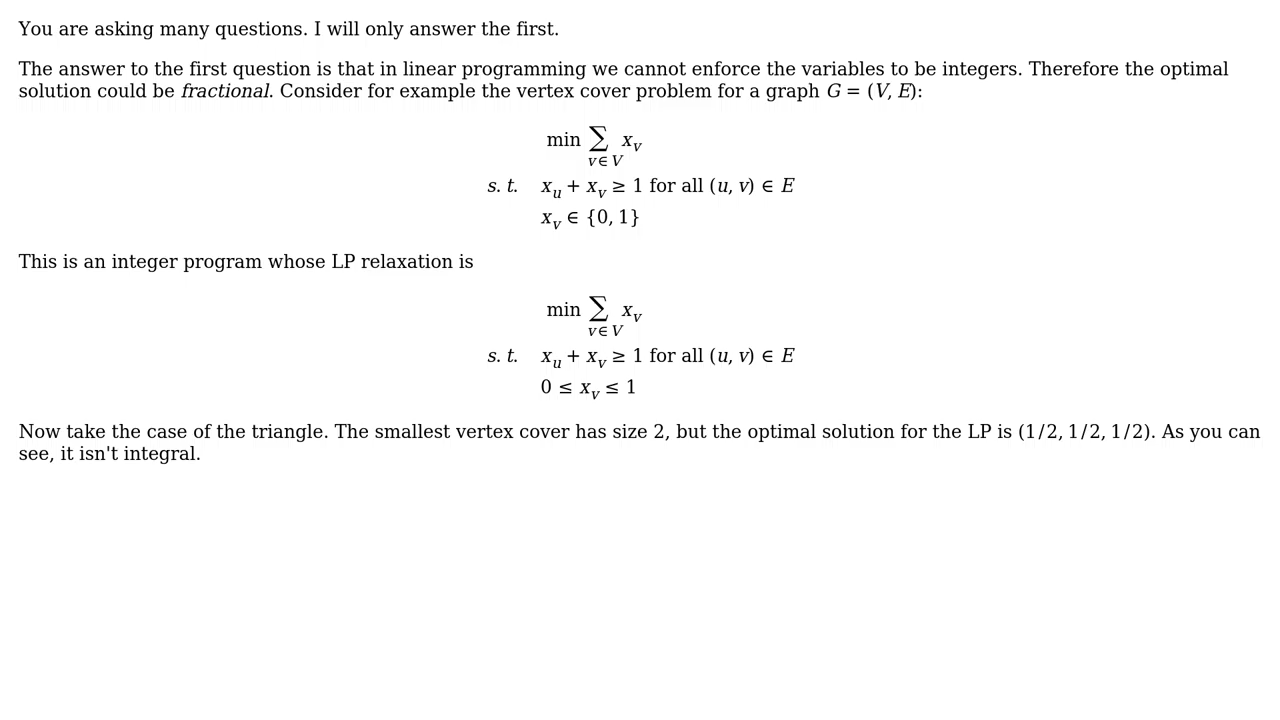 You are asking many questions. I will only answer the first.
The answer to the first question is that in linear programming we cannot enforce the variables to be integers. Therefore the optimal
solution could be fractional. Consider for example the vertex cover problem for a graph G = (V, E):
min ∑ x_v
v∈V
s. t. x_u + x_v ≥ 1 for all (u, v) ∈ E
x_v ∈ {0, 1}
This is an integer program whose LP relaxation is
min ∑ x_v
v∈V
s. t. x_u + x_v ≥ 1 for all (u, v) ∈ E
0 ≤ x_v ≤ 1
Now take the case of the triangle. The smallest vertex cover has size 2, but the optimal solution for the LP is (1/2, 1/2, 1/2). As you can
see, it isn't integral.